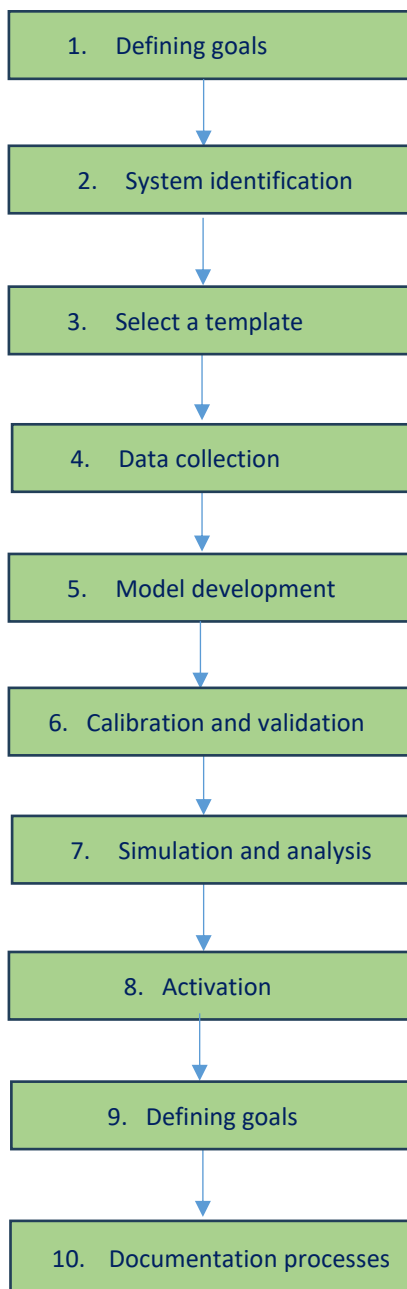 1. Defining goals
2. System identification
3. Select a template
4. Data collection
5. Model development
6. Calibration and validation
7. Simulation and analysis
8. Activation
9. Defining goals
10. Documentation processes